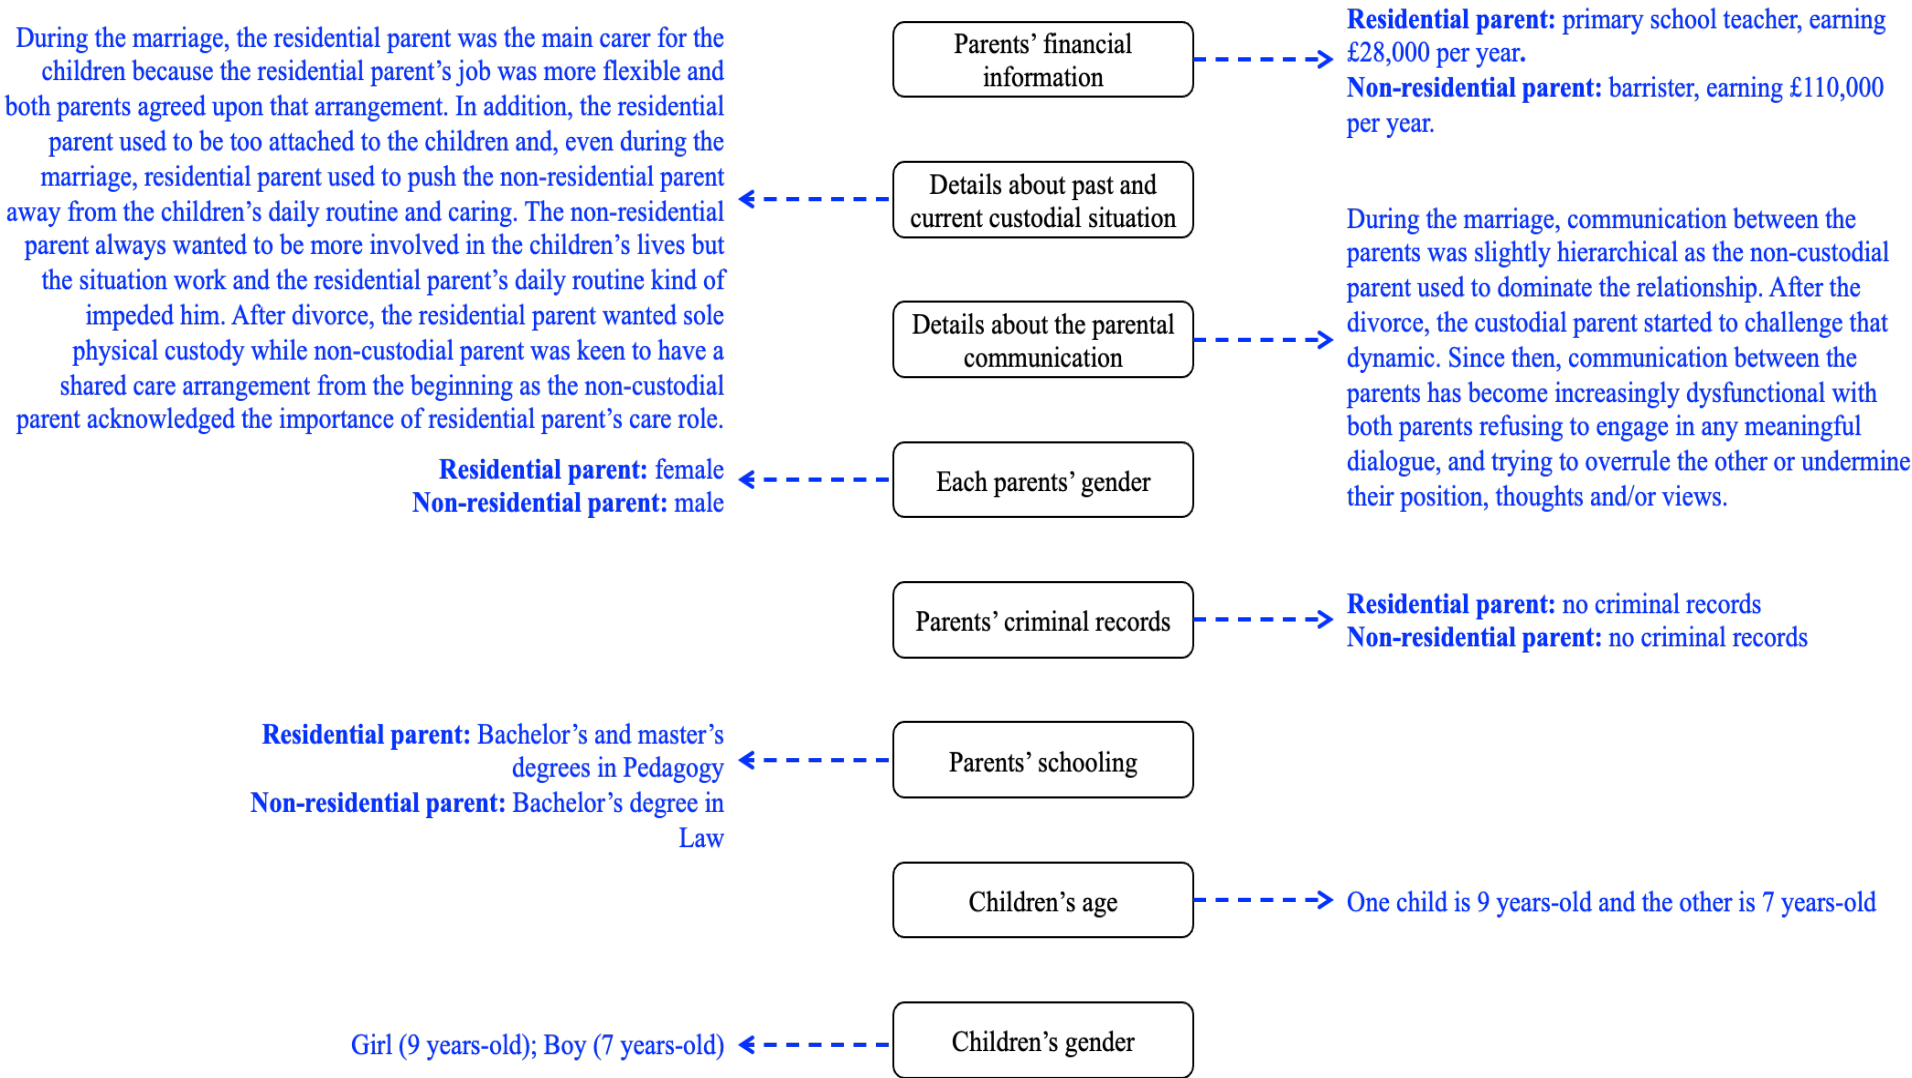 Parents’ financial
information
Residential parent: primary school teacher, earning
£28,000 per year.
Non-residential parent: barrister, earning £110,000
per year.
Details about past and
current custodial situation
During the marriage, the residential parent was the main carer for the
children because the residential parent’s job was more flexible and
both parents agreed upon that arrangement. In addition, the residential
parent used to be too attached to the children and, even during the
marriage, residential parent used to push the non-residential parent
away from the children’s daily routine and caring. The non-residential
parent always wanted to be more involved in the children’s lives but
the situation work and the residential parent’s daily routine kind of
impeded him. After divorce, the residential parent wanted sole
physical custody while non-custodial parent was keen to have a
shared care arrangement from the beginning as the non-custodial
parent acknowledged the importance of residential parent’s care role.
Details about the parental
communication
During the marriage, communication between the
parents was slightly hierarchical as the non-custodial
parent used to dominate the relationship. After the
divorce, the custodial parent started to challenge that
dynamic. Since then, communication between the
parents has become increasingly dysfunctional with
both parents refusing to engage in any meaningful
dialogue, and trying to overrule the other or undermine
their position, thoughts and/or views.
Each parents’ gender
Residential parent: female
Non-residential parent: male
Parents’ criminal records
Residential parent: no criminal records
Non-residential parent: no criminal records
Parents’ schooling
Residential parent: Bachelor’s and master’s
degrees in Pedagogy
Non-residential parent: Bachelor’s degree in
Law
Children’s age
One child is 9 years-old and the other is 7 years-old
Children’s gender
Girl (9 years-old); Boy (7 years-old)